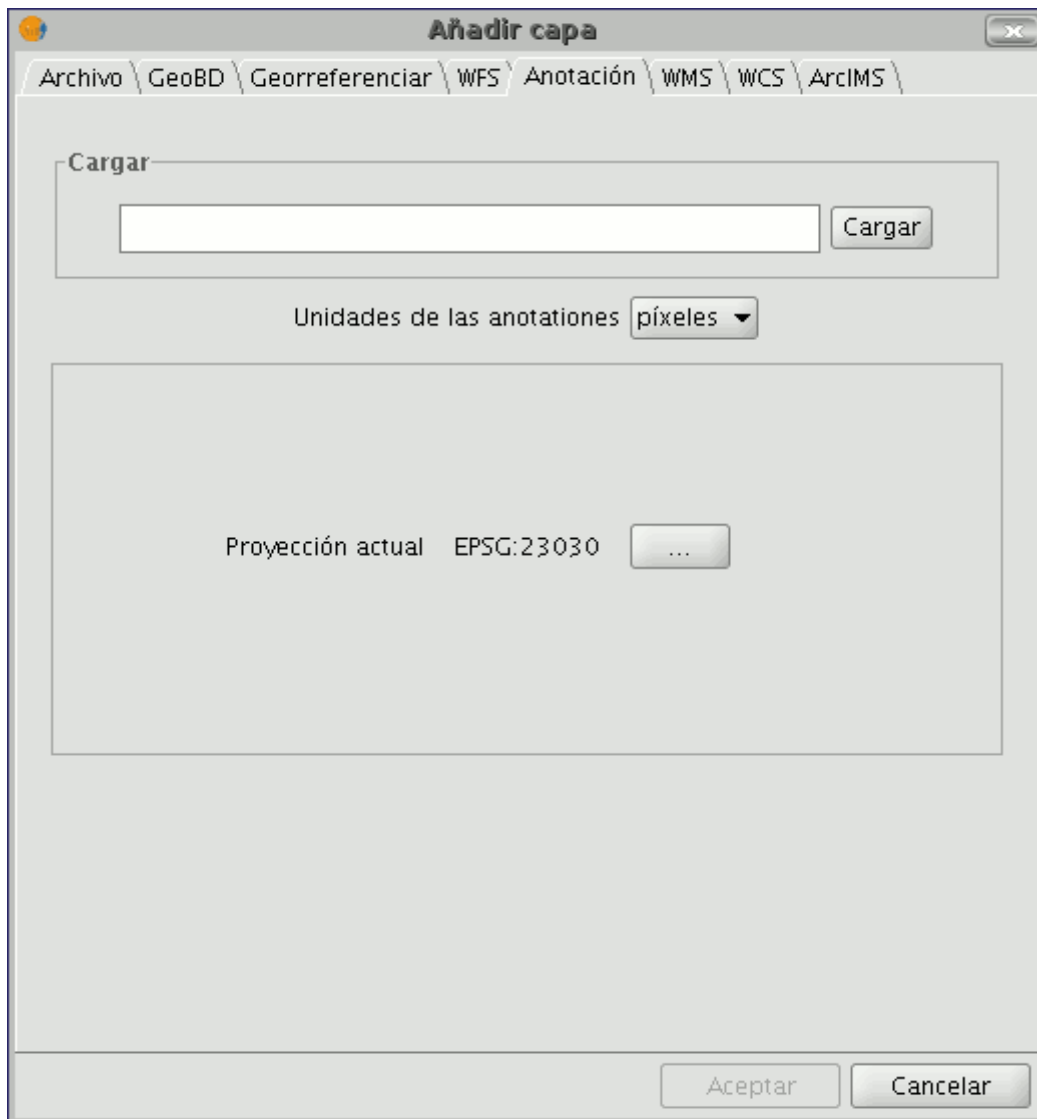 Añadir capa
Archivo GeoBD Georreferenciar WFS Anotación WMS WCS ArcIMS
Cargar
Cargar
Unidades de las anotationes píxeles
Proyección actual EPSG:23030 ...
Aceptar Cancelar